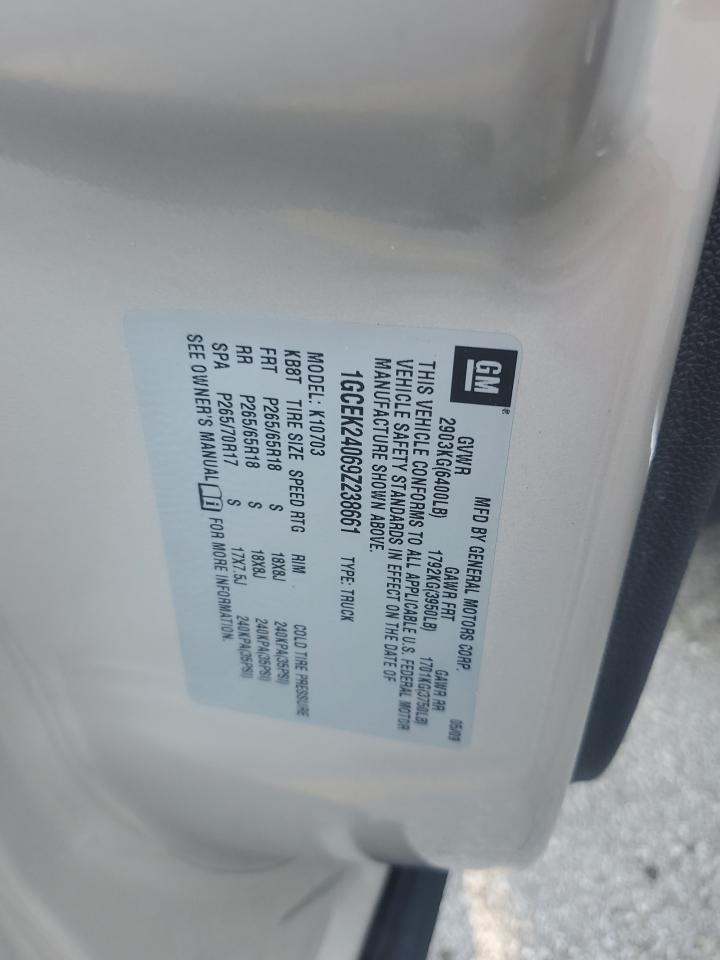 GM®
MFD BY GENERAL MOTORS CORP.
05/09
GVWR GAWR FRT GAWR RR
2903KG(6400LB) 1792KG(3950LB) 1701KG(3750LB)
THIS VEHICLE CONFORMS TO ALL APPLICABLE U.S. FEDERAL MOTOR
VEHICLE SAFETY STANDARDS IN EFFECT ON THE DATE OF
MANUFACTURE SHOWN ABOVE.
1GCEK24069Z238661 TYPE: TRUCK
MODEL: K10703
KB8T TIRE SIZE SPEED RTG RIM COLD TIRE PRESSURE
FRT P265/65R18 S 18X8J 240KPA(35PSI)
RR P265/65R18 S 18X8J 240KPA(35PSI)
SPA P265/70R17 S 17X7.5J 240KPA(35PSI)
SEE OWNER'S MANUAL i FOR MORE INFORMATION.